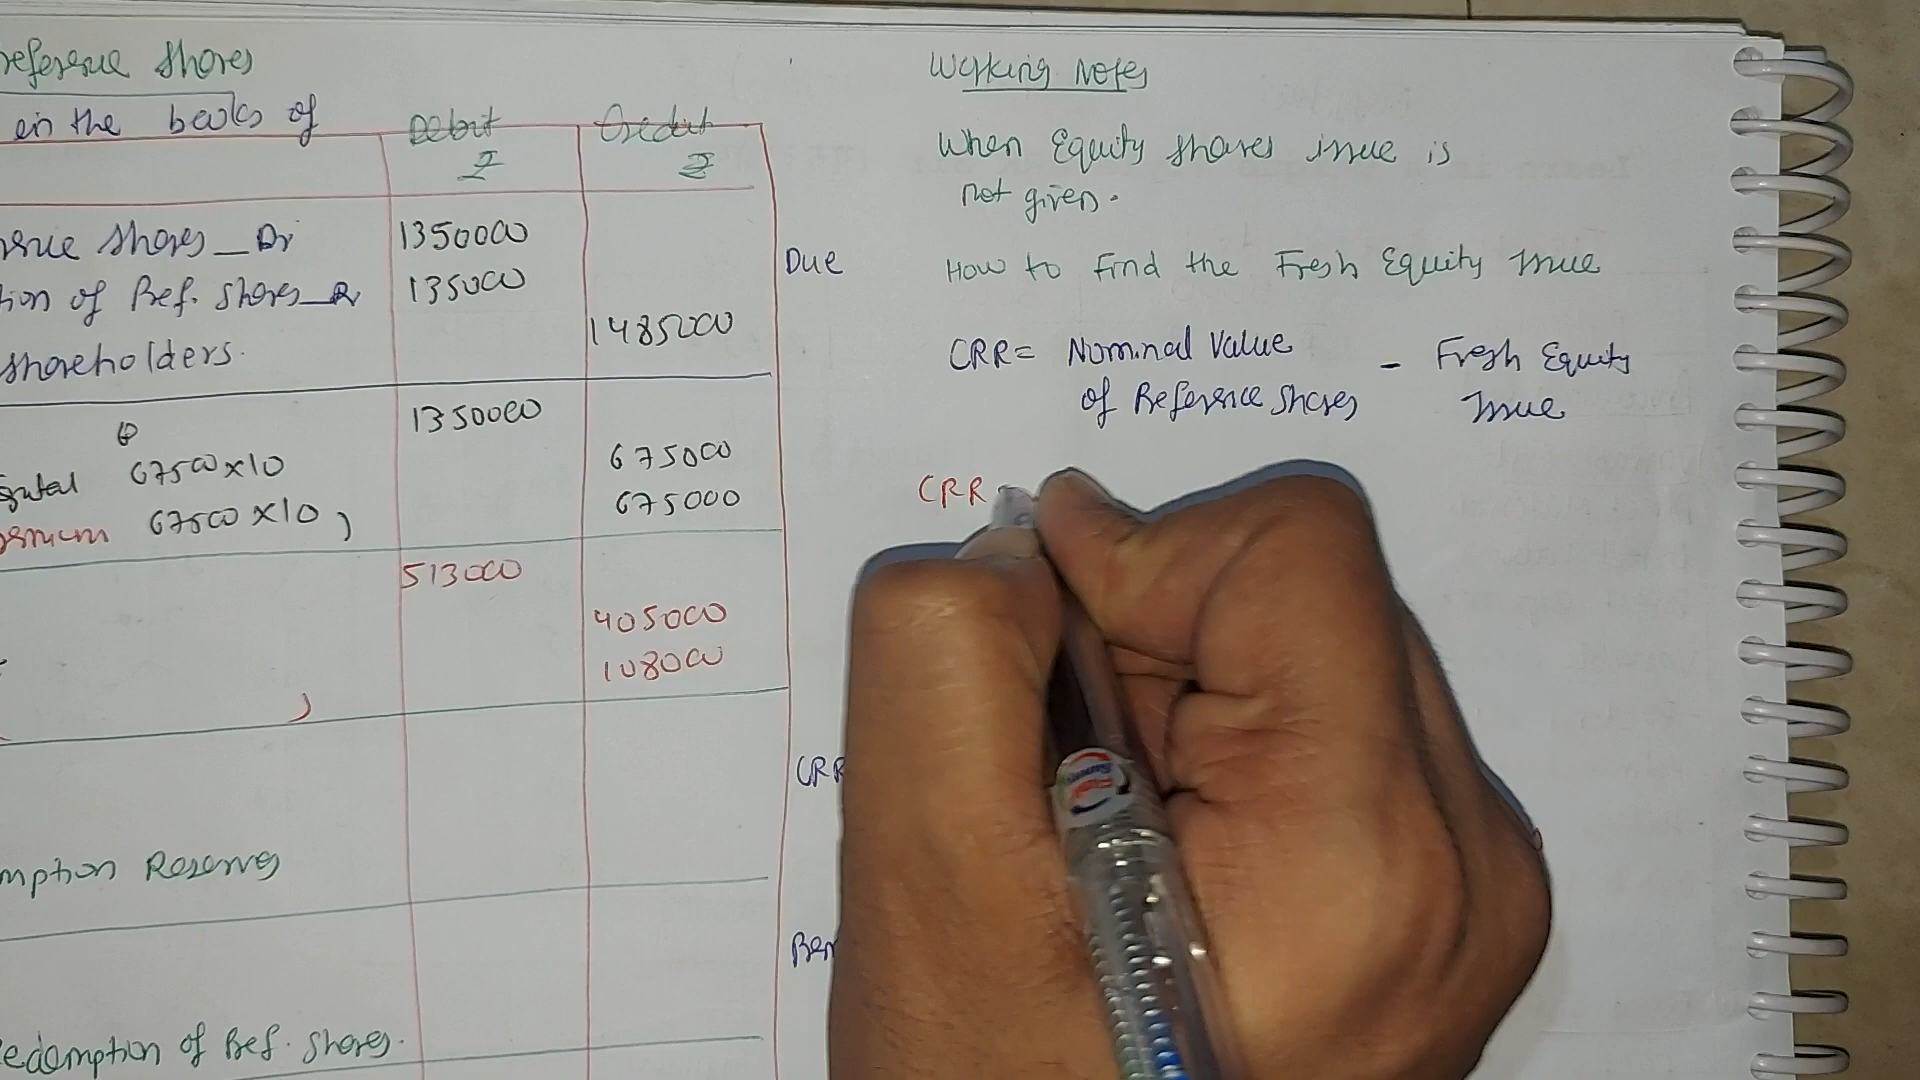 reference Shares
in the books of
Debit Credit
₹ ₹
Shares Dr 1350000
tion of Pref. Shares Dr 135000
shareholders. 1485000
1350000
67500x10 675000
67500x10) 675000
513000
405000
108000
)
mption Reserves
edemption of Pref. Shares.
Due
CRR
Working Notes
When Equity shares issue is
not given.
How to find the Fresh Equity Issue
CRR = Nominal Value - Fresh Equity
of Preference Shares Issue
CRR